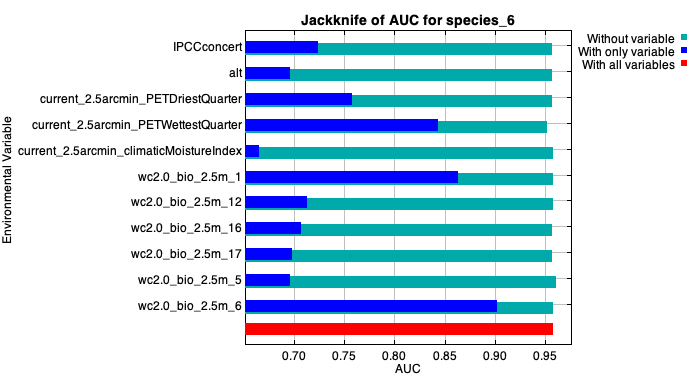 Jackknife of AUC for species_6
Without variable
With only variable
With all variables
Environmental Variable
IPCCconcert
alt
current_2.5arcmin_PETDriestQuarter
current_2.5arcmin_PETWettestQuarter
current_2.5arcmin_climaticMoistureIndex
wc2.0_bio_2.5m_1
wc2.0_bio_2.5m_12
wc2.0_bio_2.5m_16
wc2.0_bio_2.5m_17
wc2.0_bio_2.5m_5
wc2.0_bio_2.5m_6
0.70 0.75 0.80 0.85 0.90 0.95
AUC